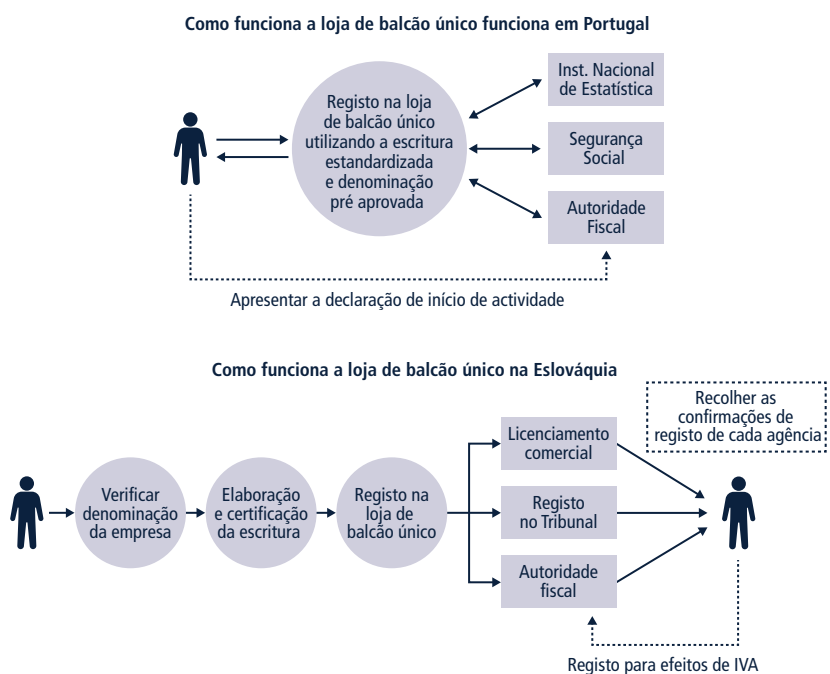 Como funciona a loja de balcão único funciona em Portugal
Registo na loja
de balcão único
utilizando a escritura
estandardizada
e denominação
pré aprovada
Inst. Nacional
de Estatística
Segurança
Social
Autoridade
Fiscal
Apresentar a declaração de início de actividade
Como funciona a loja de balcão único na Eslováquia
Verificar
denominação
da empresa
Elaboração
e certificação
da escritura
Registo na
loja de
balcão único
Licenciamento
comercial
Registo
no Tribunal
Autoridade
fiscal
Recolher as
confirmações de
registo de cada agência
Registo para efeitos de IVA